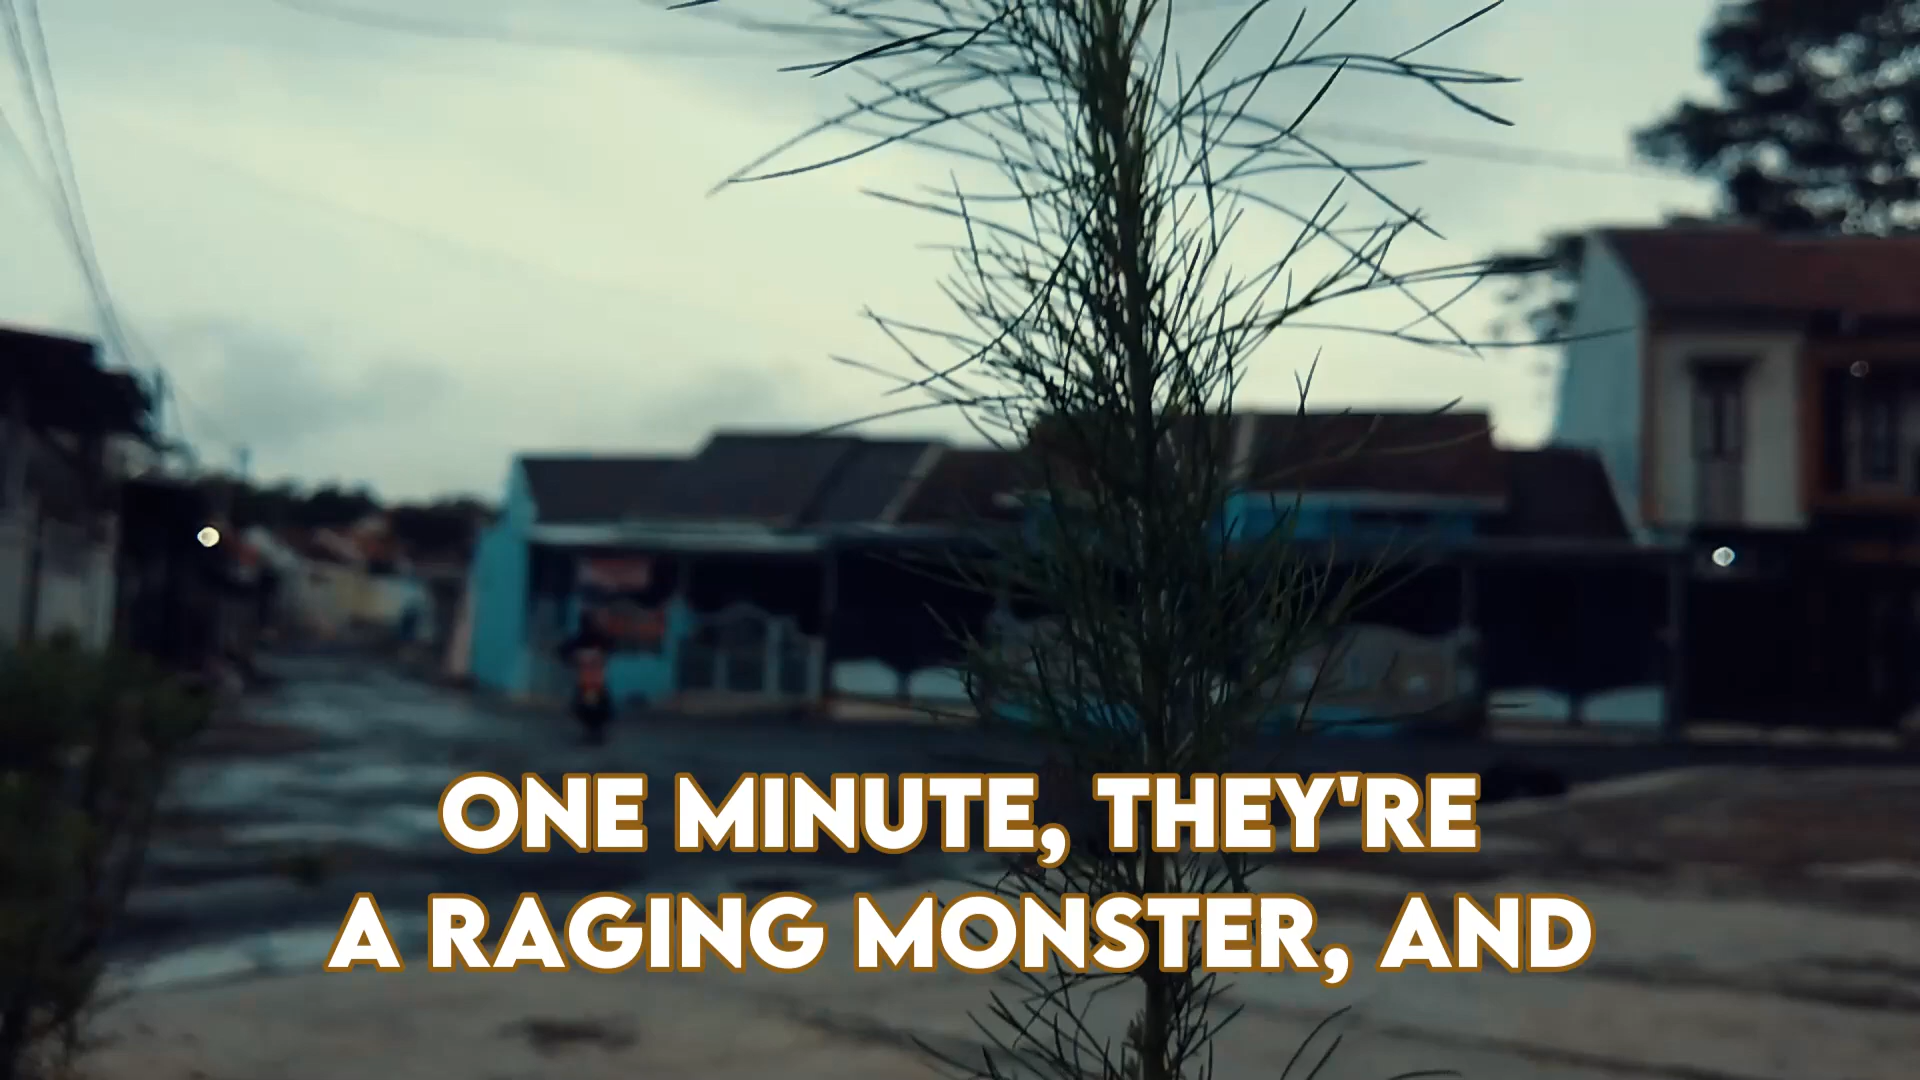 ONE MINUTE, THEY'RE
A RAGING MONSTER, AND